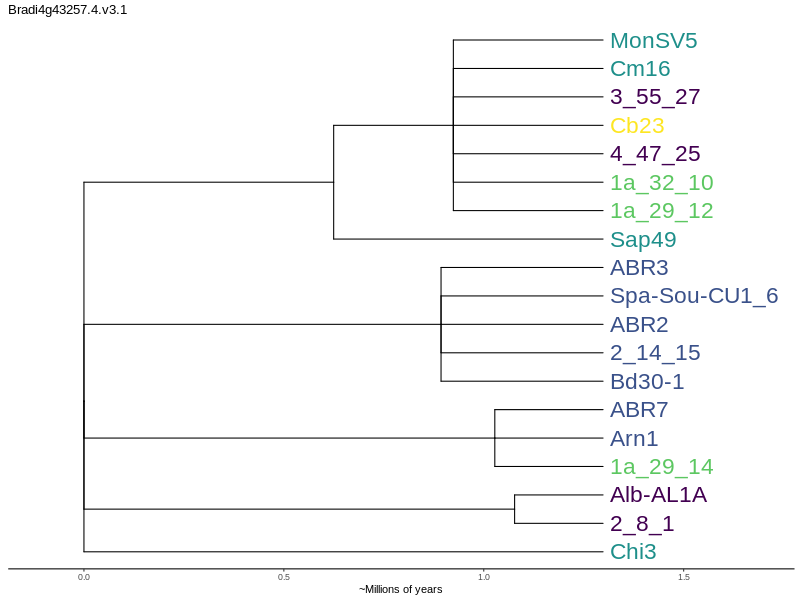 Bradi4g43257.4.v3.1
MonSV5
Cm16
3_55_27
Cb23
4_47_25
1a_32_10
1a_29_12
Sap49
ABR3
Spa-Sou-CU1_6
ABR2
2_14_15
Bd30-1
ABR7
Arn1
1a_29_14
Alb-AL1A
2_8_1
Chi3
0.0 0.5 1.0 1.5
~Millions of years